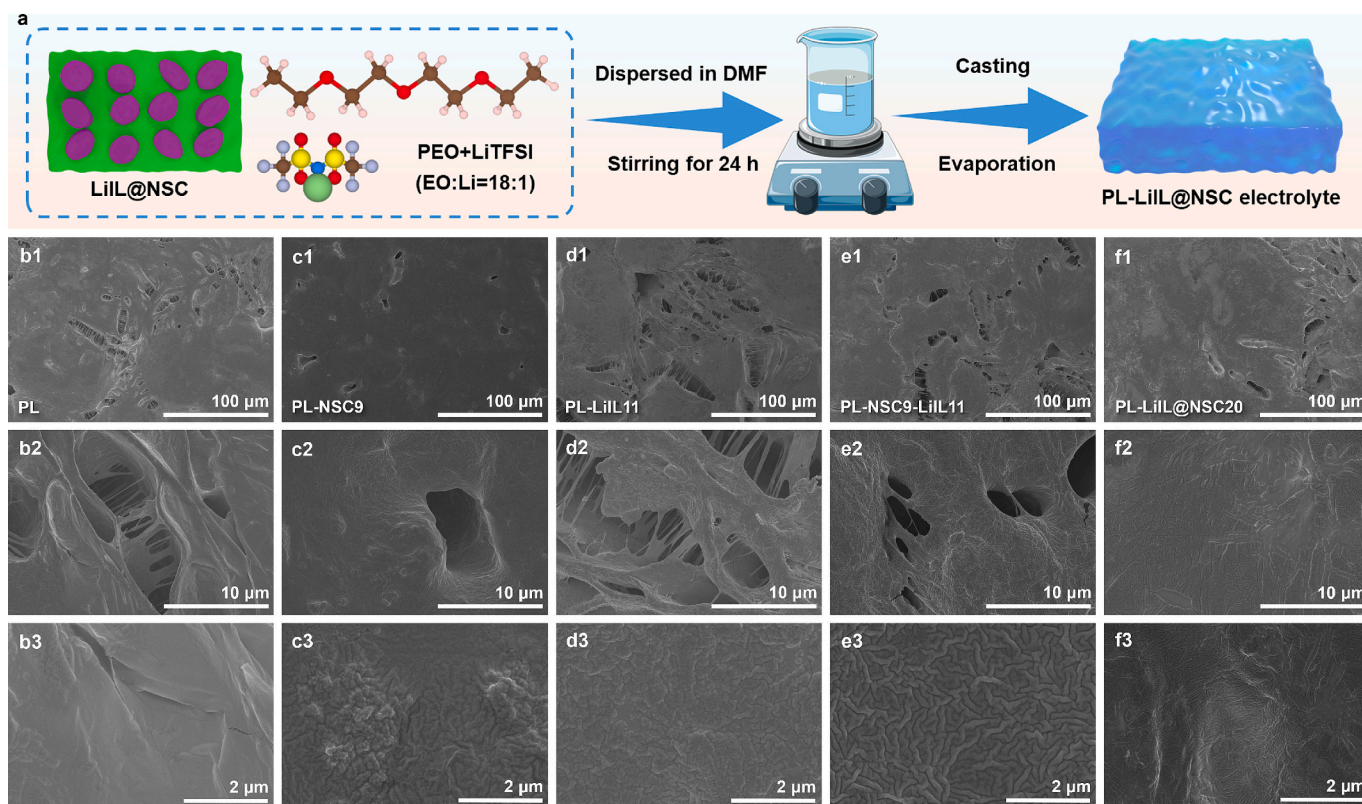 a
LiIL@NSC
PEO+LiTFSI
(EO:Li=18:1)
Dispersed in DMF
Stirring for 24 h
Casting
Evaporation
PL-LiIL@NSC electrolyte
b1
PL
100 μm
c1
PL-NSC9
100 μm
d1
PL-LiIL11
100 μm
e1
PL-NSC9-LiIL11
100 μm
f1
PL-LiIL@NSC20
100 μm
b2
10 μm
c2
10 μm
d2
10 μm
e2
10 μm
f2
10 μm
b3
2 μm
c3
2 μm
d3
2 μm
e3
2 μm
f3
2 μm